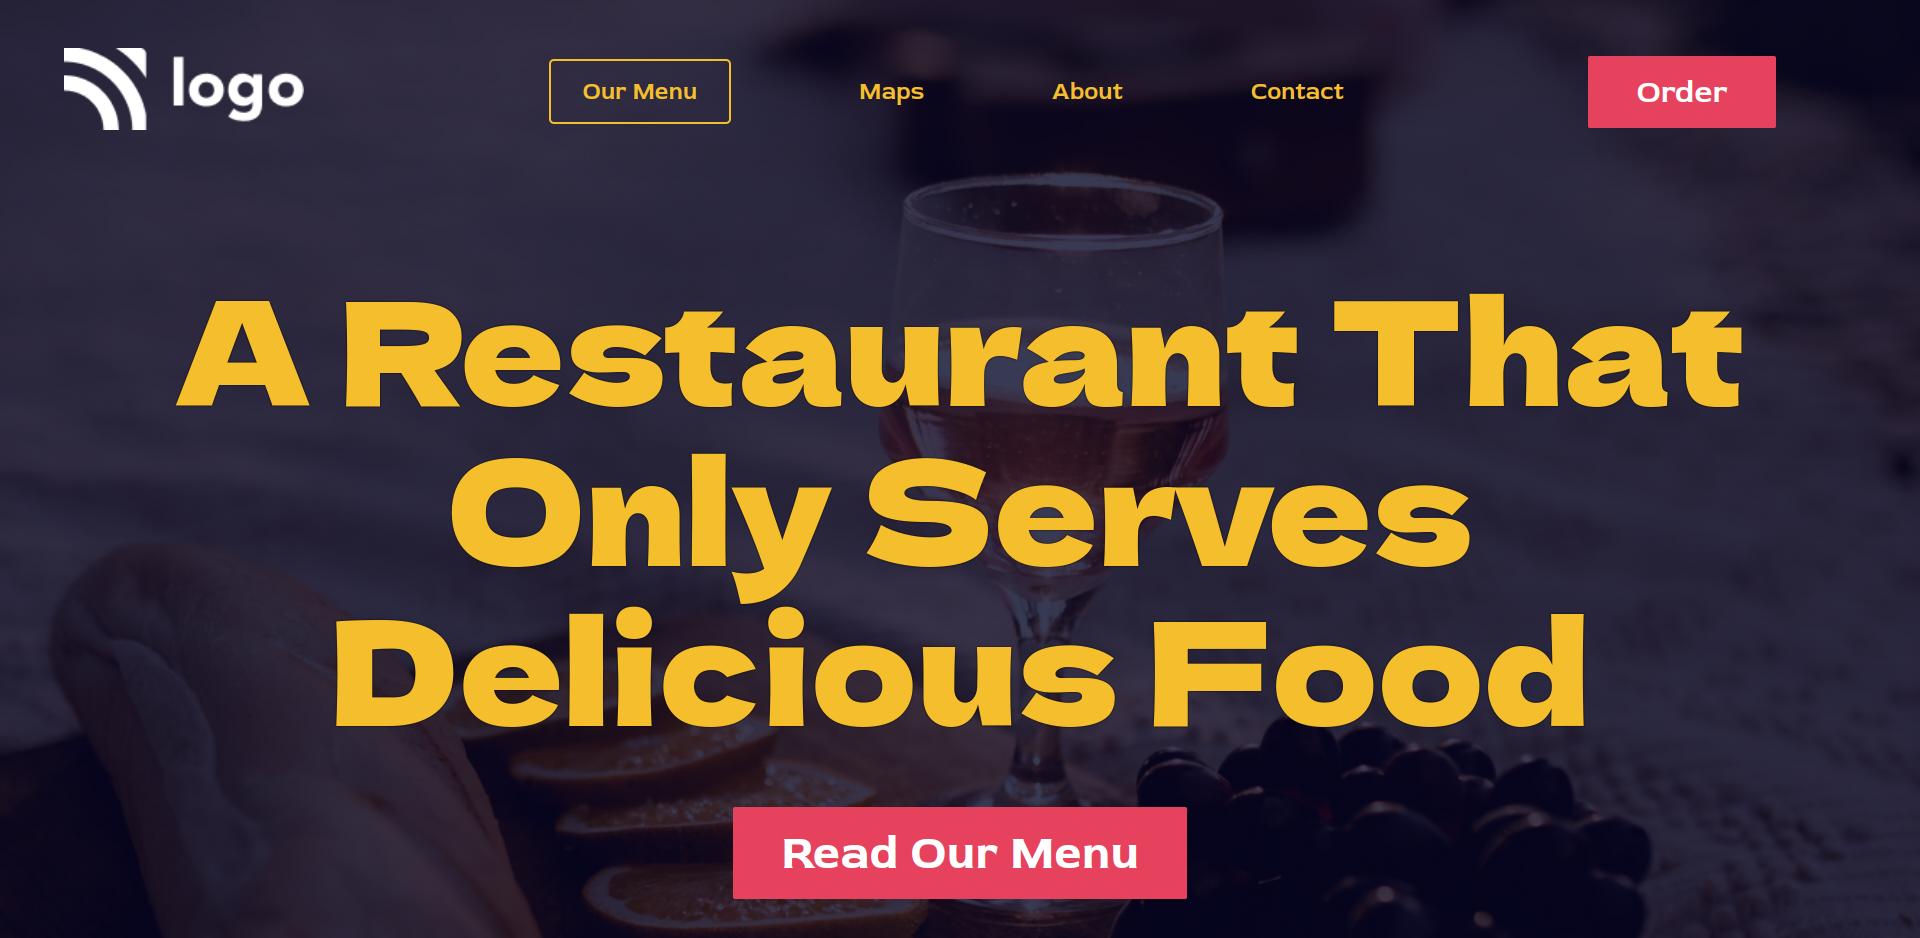 logo
Our Menu
Maps
About
Contact
Order
A Restaurant That
Only Serves
Delicious Food
Read Our Menu